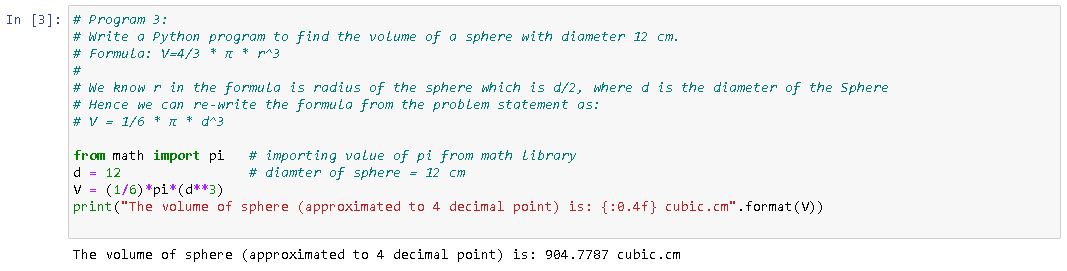 In [3]: # Program 3:
# Write a Python program to find the volume of a sphere with diameter 12 cm.
# Formula: V=4/3 * π * r^3
#
# We know r in the formula is radius of the sphere which is d/2, where d is the diameter of the Sphere
# Hence we can re-write the formula from the problem statement as:
# V = 1/6 * π * d^3
from math import pi   # importing value of pi from math library
d = 12                # diamter of sphere = 12 cm
V = (1/6)*pi*(d**3)
print("The volume of sphere (approximated to 4 decimal point) is: {:0.4f} cubic.cm".format(V))
The volume of sphere (approximated to 4 decimal point) is: 904.7787 cubic.cm